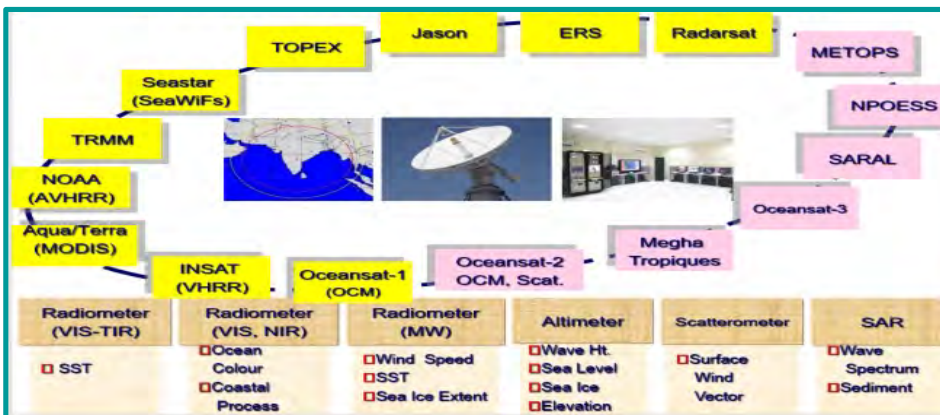 TOPEX
Jason
ERS
Radarsat
METOPS
Seastar
(SeaWiFs)
NPOESS
TRMM
SARAL
NOAA
(AVHRR)
Oceansat-3
Aqua/Terra
(MODIS)
Megha
Tropiques
INSAT
(VHRR)
Oceansat-1
(OCM)
Oceansat-2
OCM, Scat.
Radiometer
(VIS-TIR)
SST
Radiometer
(VIS, NIR)
Ocean
Colour
Coastal
Process
Radiometer
(MW)
Wind Speed
SST
Sea Ice Extent
Altimeter
Wave Ht.
Sea Level
Sea Ice
Elevation
Scatterometer
Surface
Wind
Vector
SAR
Wave
Spectrum
Sediment